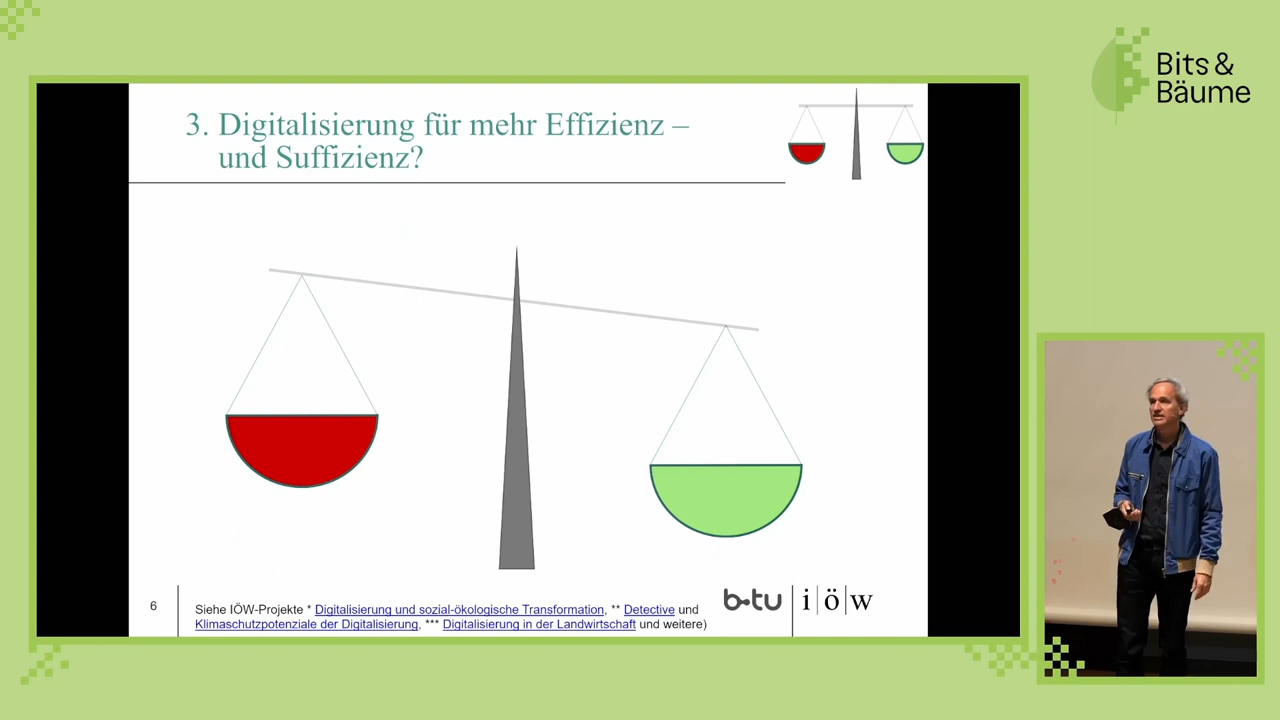 Bits &
Bäume
3. Digitalisierung für mehr Effizienz –
und Suffizienz?
6
Siehe IÖW-Projekte * Digitalisierung und sozial-ökologische Transformation, ** Detective und
Klimaschutzpotenziale der Digitalisierung, *** Digitalisierung in der Landwirtschaft und weitere)
b-tu
i|ö|w